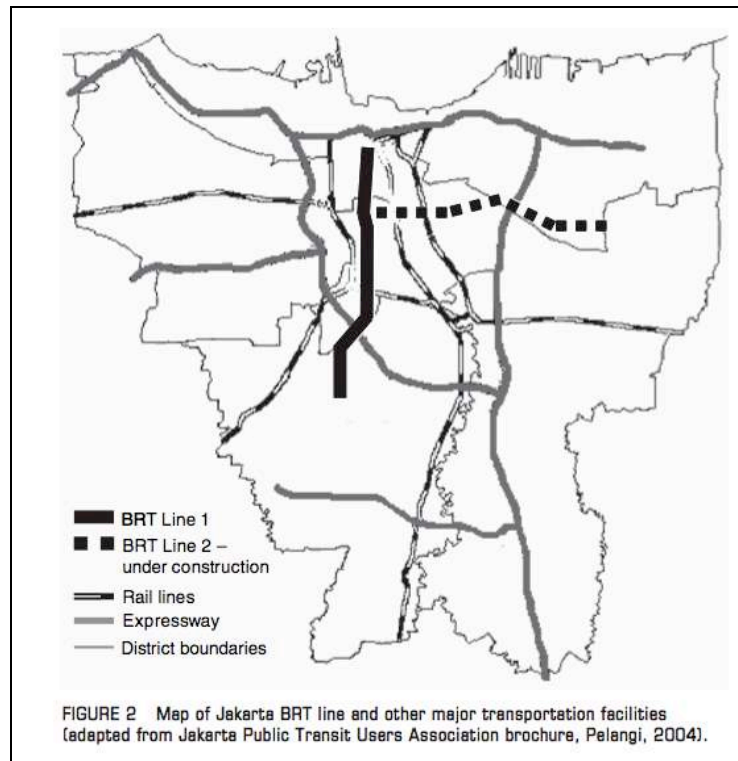 BRT Line 1
BRT Line 2 –
under construction
Rail lines
Expressway
District boundaries
FIGURE 2 Map of Jakarta BRT line and other major transportation facilities
(adapted from Jakarta Public Transit Users Association brochure, Pelangi, 2004).